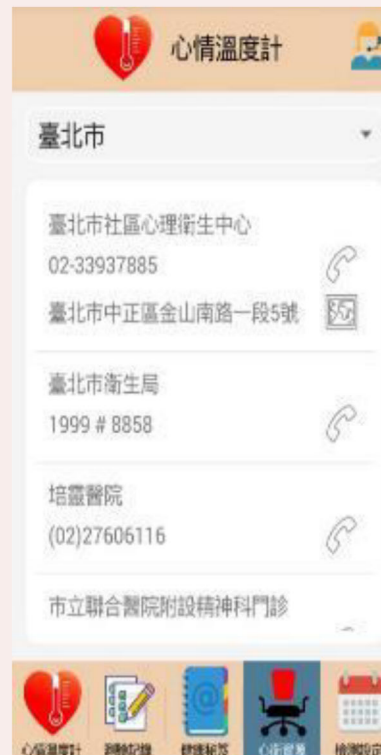 心情溫度計
臺北市
臺北市社區心理衛生中心
02-33937885
臺北市中正區金山南路一段5號
臺北市衛生局
1999 # 8858
培靈醫院
(02)27606116
市立聯合醫院附設精神科門診
心情溫度計